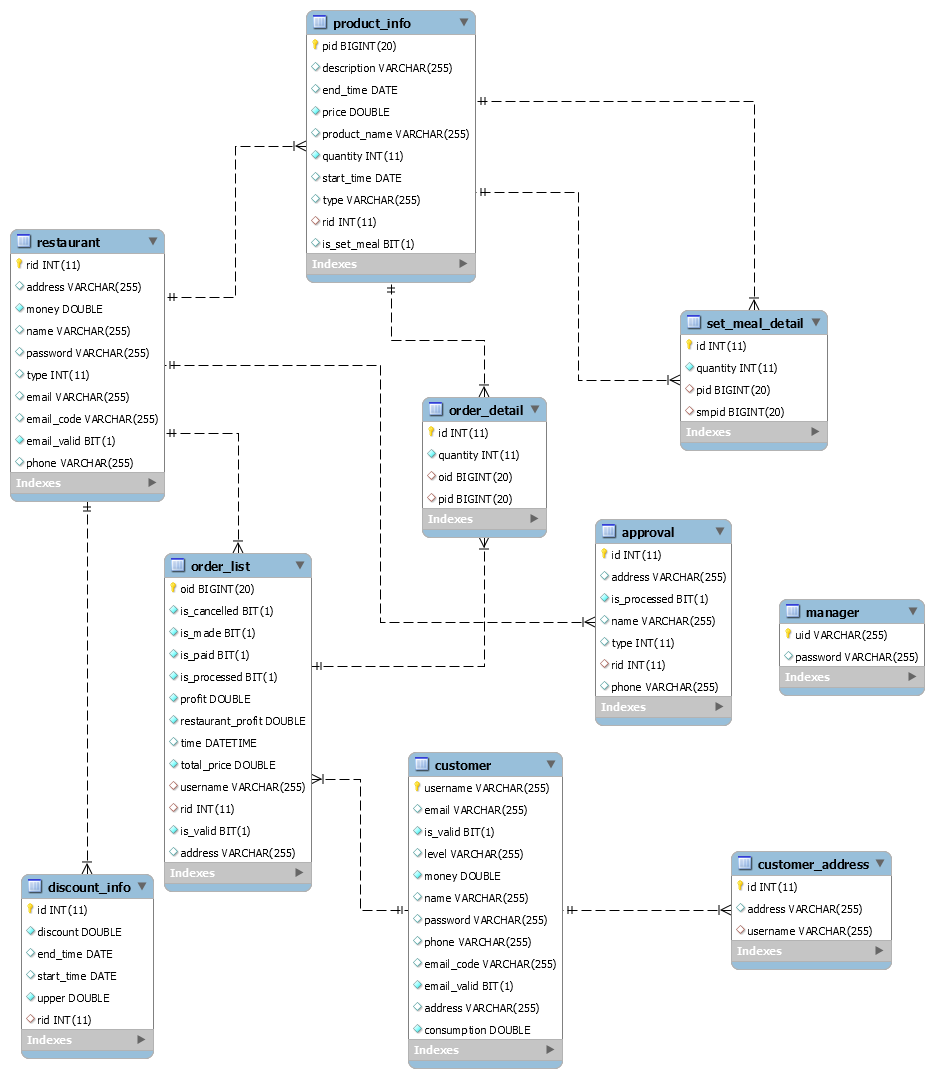 product_info
pid BIGINT(20)
description VARCHAR(255)
end_time DATE
price DOUBLE
product_name VARCHAR(255)
quantity INT(11)
start_time DATE
type VARCHAR(255)
rid INT(11)
is_set_meal BIT(1)
Indexes
restaurant
rid INT(11)
address VARCHAR(255)
money DOUBLE
name VARCHAR(255)
password VARCHAR(255)
type INT(11)
email VARCHAR(255)
email_code VARCHAR(255)
email_valid BIT(1)
phone VARCHAR(255)
Indexes
set_meal_detail
id INT(11)
quantity INT(11)
pid BIGINT(20)
smpid BIGINT(20)
Indexes
order_detail
id INT(11)
quantity INT(11)
oid BIGINT(20)
pid BIGINT(20)
Indexes
approval
id INT(11)
address VARCHAR(255)
is_processed BIT(1)
name VARCHAR(255)
type INT(11)
rid INT(11)
phone VARCHAR(255)
Indexes
order_list
oid BIGINT(20)
is_cancelled BIT(1)
is_made BIT(1)
is_paid BIT(1)
is_processed BIT(1)
profit DOUBLE
restaurant_profit DOUBLE
time DATETIME
total_price DOUBLE
username VARCHAR(255)
rid INT(11)
is_valid BIT(1)
address VARCHAR(255)
Indexes
manager
uid VARCHAR(255)
password VARCHAR(255)
Indexes
customer
username VARCHAR(255)
email VARCHAR(255)
is_valid BIT(1)
level VARCHAR(255)
money DOUBLE
name VARCHAR(255)
password VARCHAR(255)
phone VARCHAR(255)
email_code VARCHAR(255)
email_valid BIT(1)
address VARCHAR(255)
consumption DOUBLE
Indexes
customer_address
id INT(11)
address VARCHAR(255)
username VARCHAR(255)
Indexes
discount_info
id INT(11)
discount DOUBLE
end_time DATE
start_time DATE
upper DOUBLE
rid INT(11)
Indexes